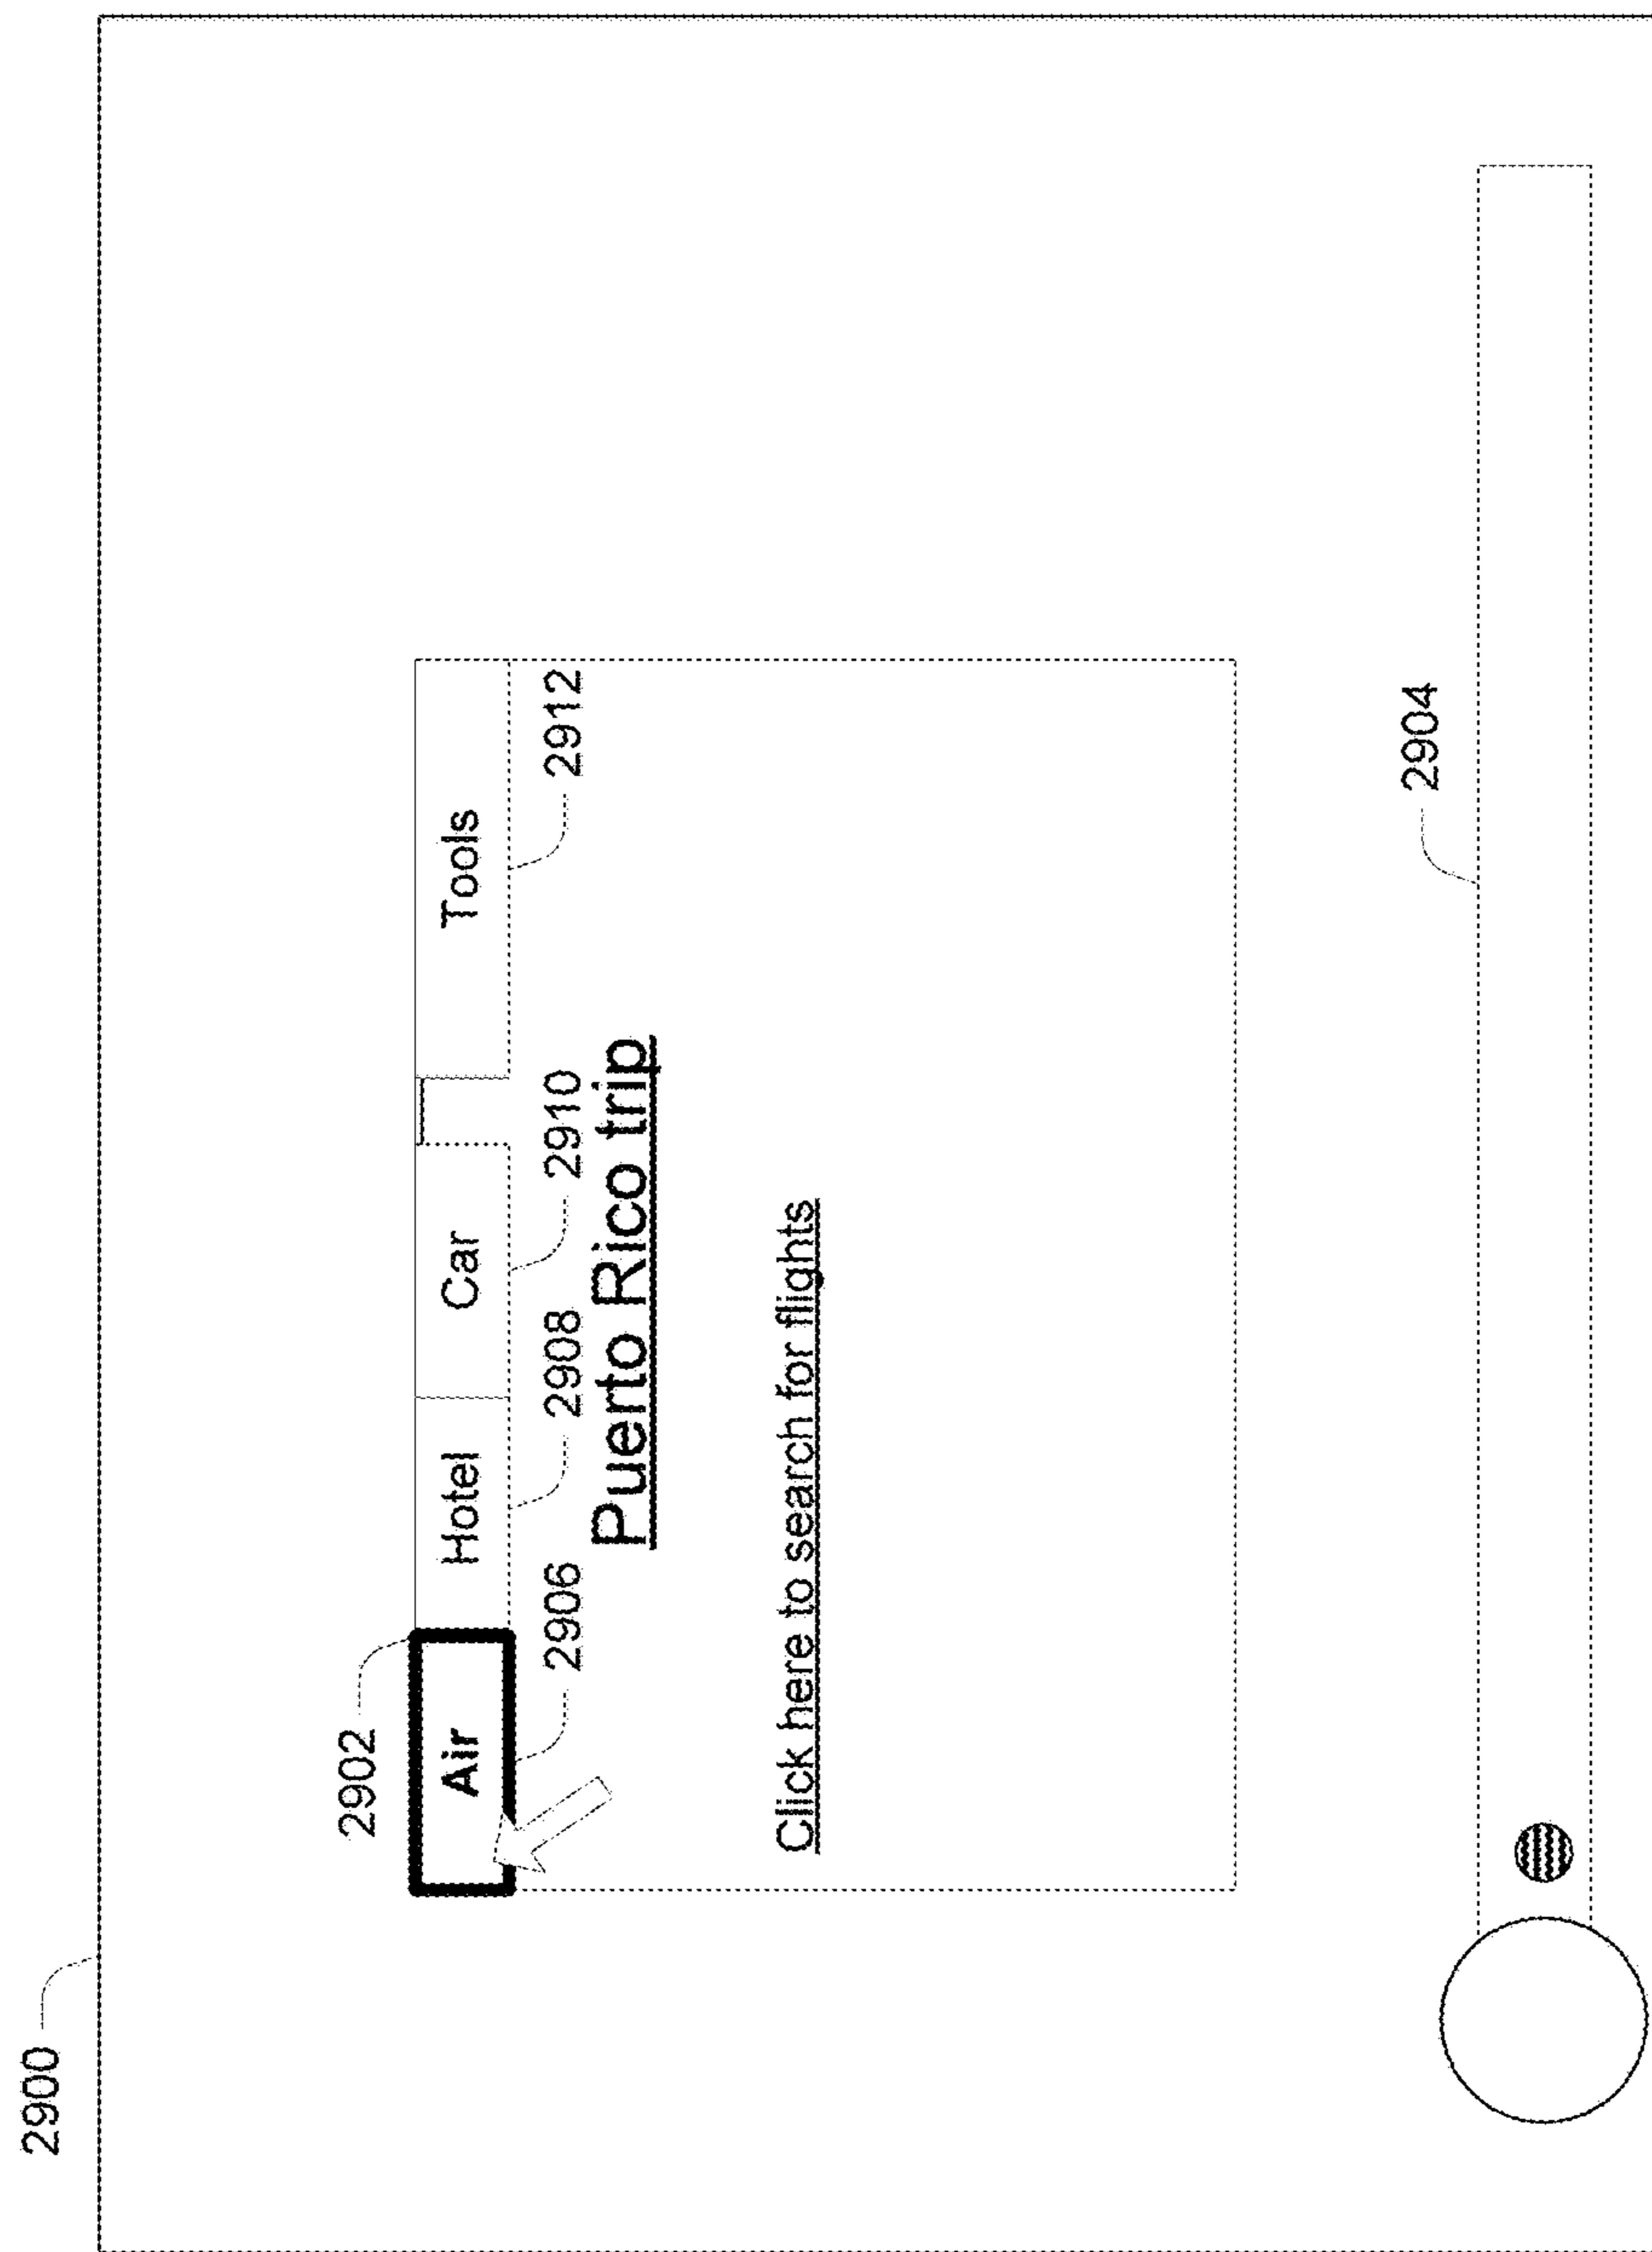 2900
2902
Air Hotel Car Tools
2906 2908 2910 2912
Puerto Rico trip
Click here to search for flights
2904